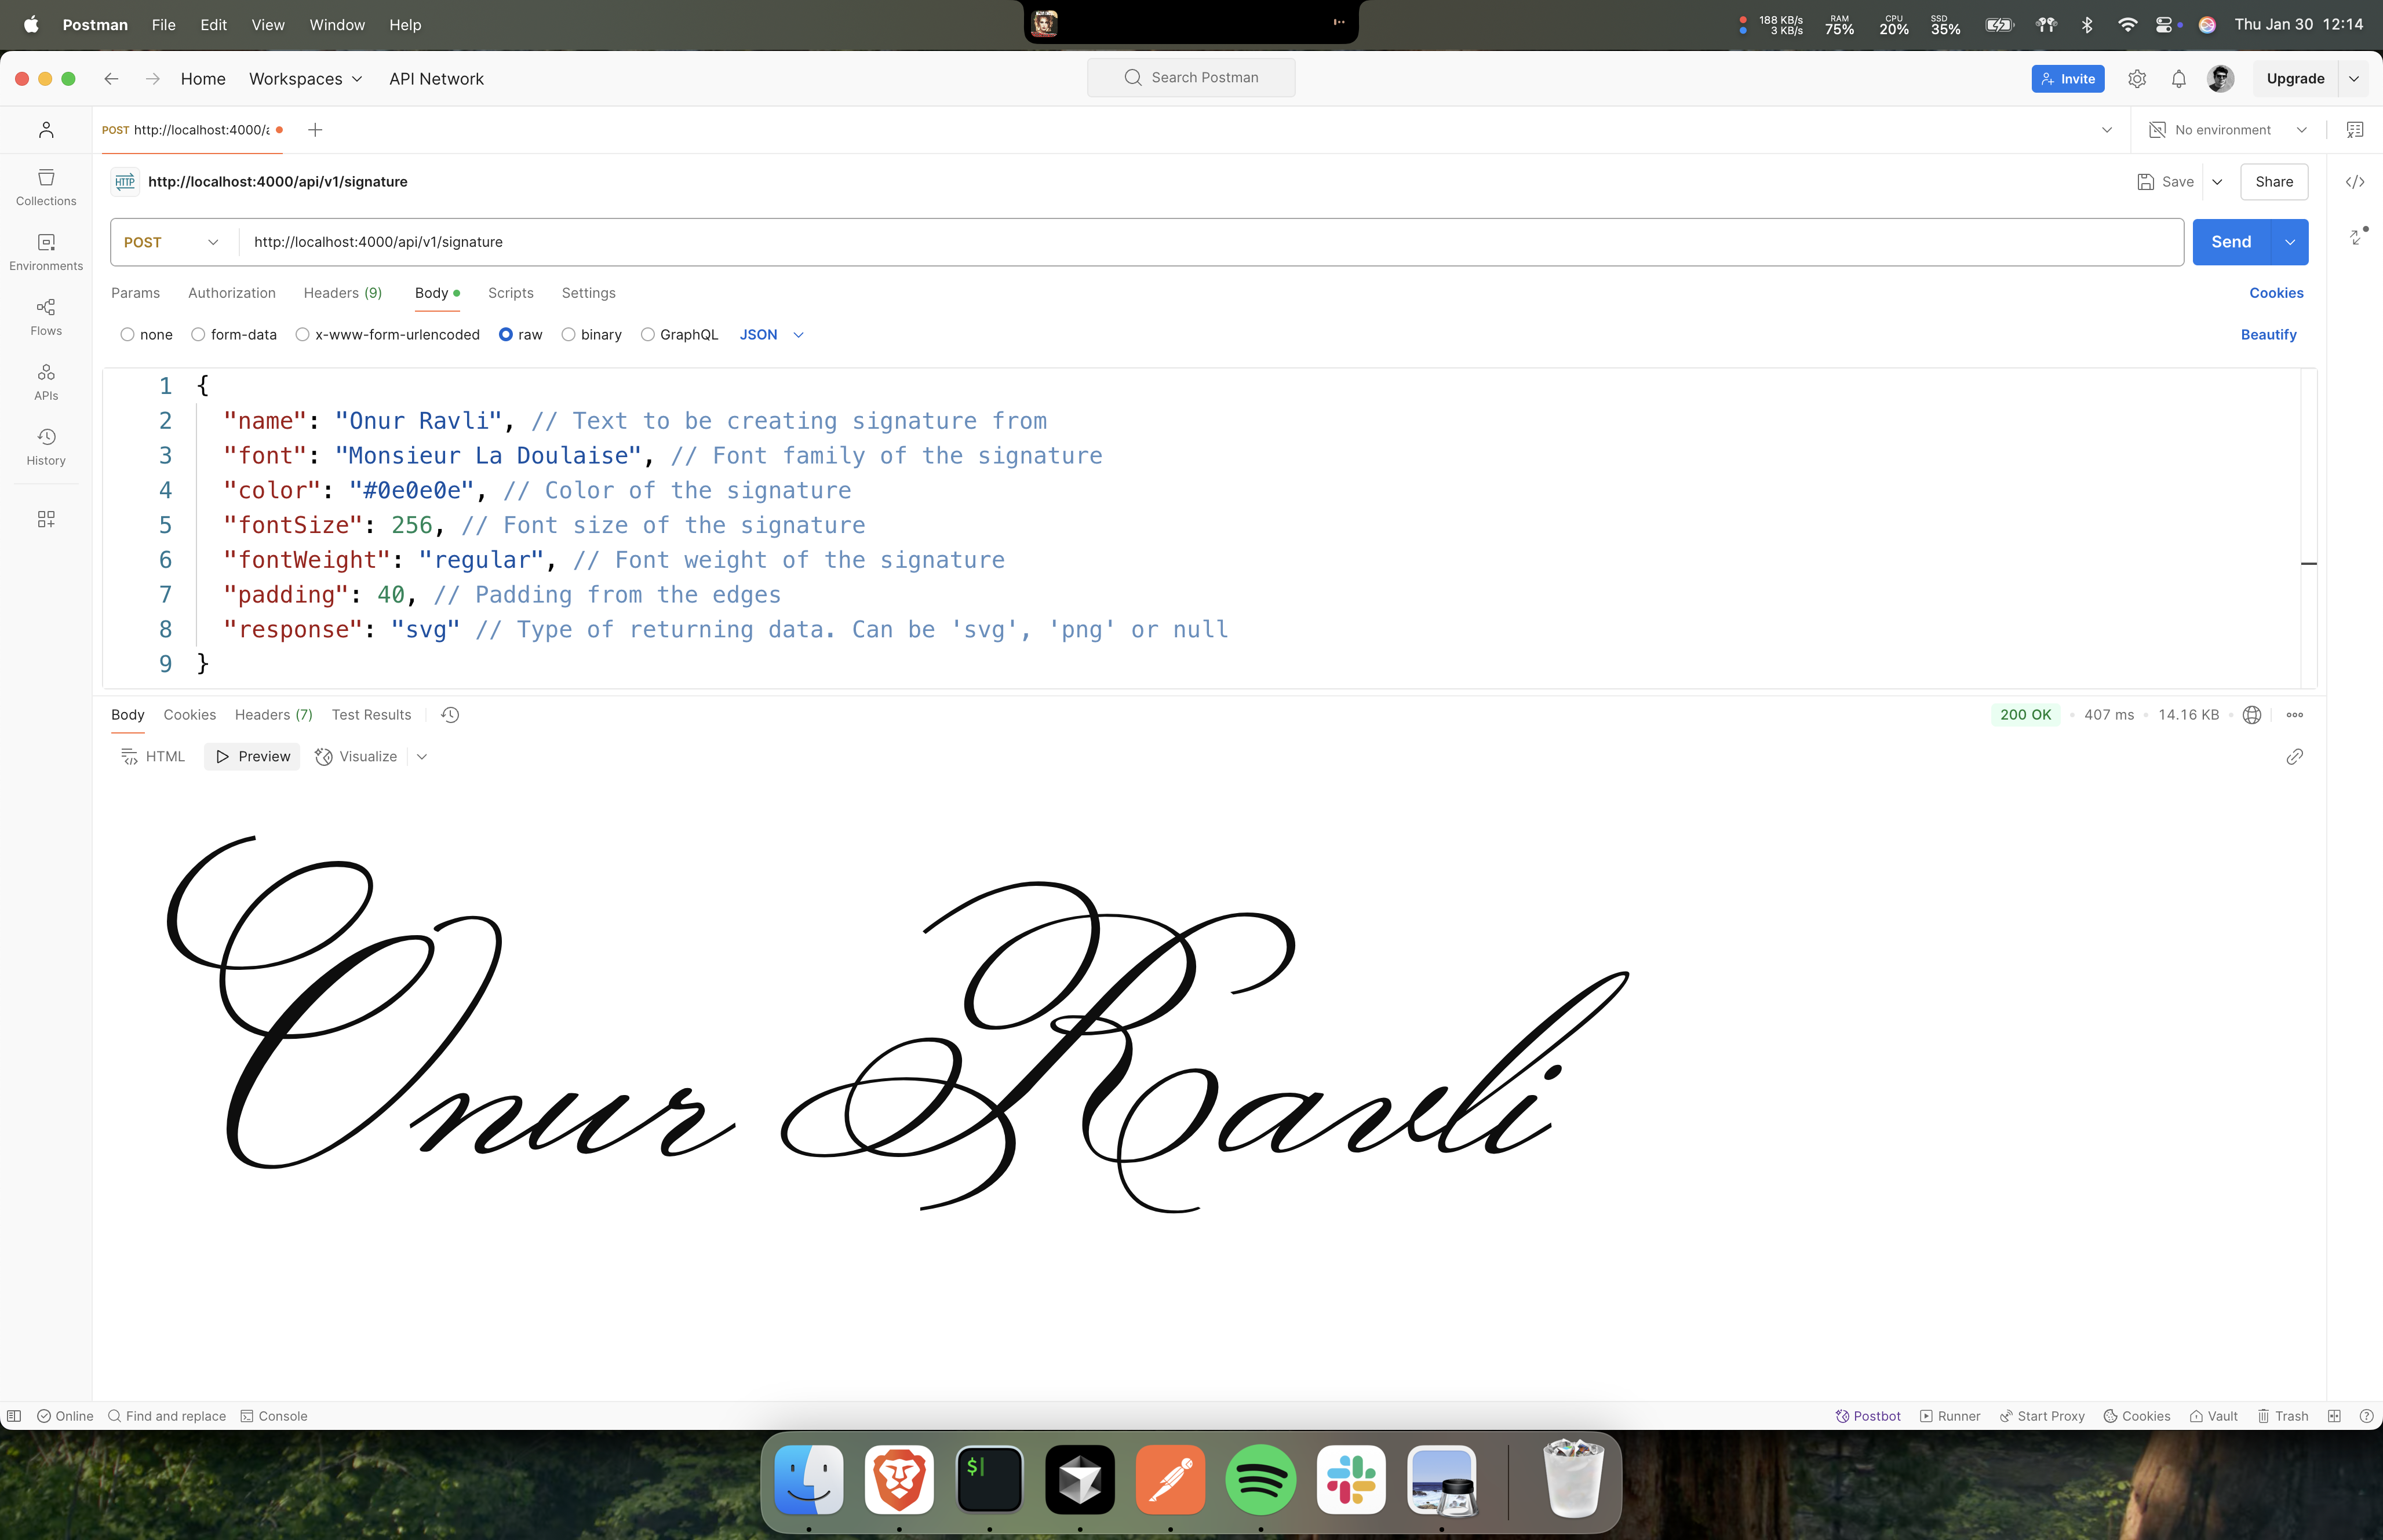 Postman File Edit View Window Help
188 KB/s
3 KB/s
RAM
75%
CPU
20%
SSD
35%
Thu Jan 30 12:14
Home Workspaces API Network
Search Postman
Invite
Upgrade
POST http://localhost:4000/a
No environment
HTTP http://localhost:4000/api/v1/signature
Save
Share
POST http://localhost:4000/api/v1/signature
Send
Params Authorization Headers (9) Body Scripts Settings
Cookies
none form-data x-www-form-urlencoded raw binary GraphQL JSON
Beautify
Collections
Environments
Flows
APIs
History
1 {
2 "name": "Onur Ravli", // Text to be creating signature from
3 "font": "Monsieur La Doulaise", // Font family of the signature
4 "color": "#0e0e0e", // Color of the signature
5 "fontSize": 256, // Font size of the signature
6 "fontWeight": "regular", // Font weight of the signature
7 "padding": 40, // Padding from the edges
8 "response": "svg" // Type of returning data. Can be 'svg', 'png' or null
9 }
Body Cookies Headers (7) Test Results
200 OK • 407 ms • 14.16 KB
HTML Preview Visualize
Onur Ravli
Online Find and replace Console
Postbot Runner Start Proxy Cookies Vault Trash
$